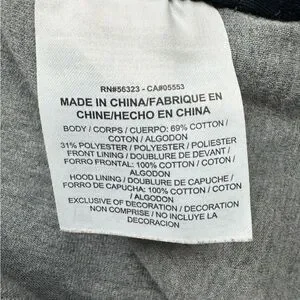 RN#56323 - CA#05553
MADE IN CHINA/FABRIQUE EN
CHINE/HECHO EN CHINA
BODY / CORPS / CUERPO: 69% COTTON /
COTON / ALGODON
31% POLYESTER / POLYESTER / POLIESTER
FRONT LINING / DOUBLURE DE DEVANT /
FORRO FRONTAL: 100% COTTON / COTON /
ALGODON
HOOD LINING / DOUBLURE DE CAPUCHE /
FORRO DE CAPUCHA: 100% COTTON / COTON
/ ALGODON
EXCLUSIVE OF DECORATION / DECORATION
NON COMPRISE / NO INCLUYE LA
DECORACION